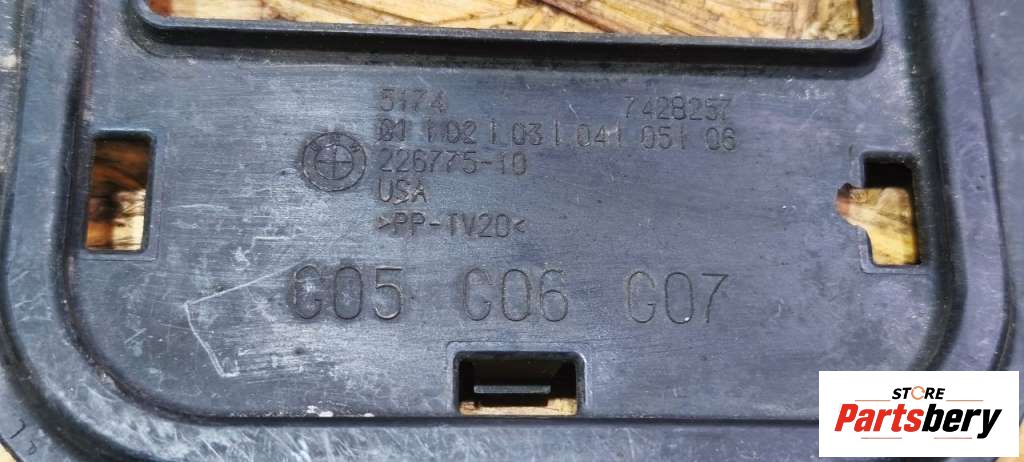 5174 7428257
01 | 02 | 03 | 04 | 05 | 06
226775-10
USA
>PP-TV20<
G05 G06 G07
STORE
Partsbery